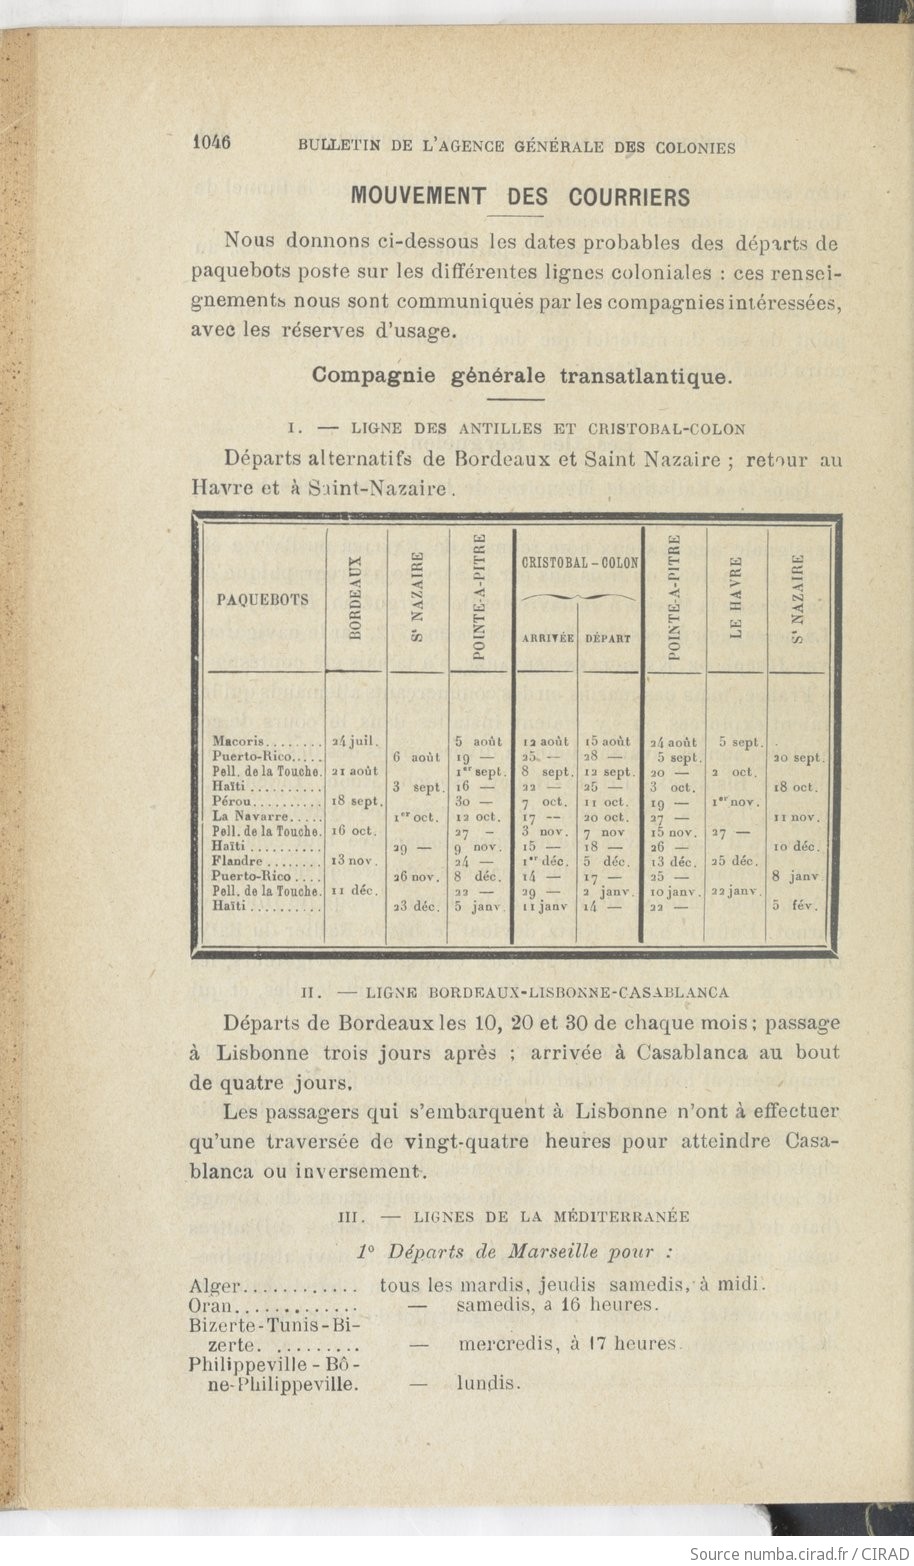 1046 BULLETIN DE L'AGENCE GÉNÉRALE DES COLONIES
MOUVEMENT DES COURRIERS
Nous donnons ci-dessous les dates probables des départs de
paquebots poste sur les différentes lignes coloniales : ces rensei-
gnements nous sont communiqués par les compagnies intéressées,
avec les réserves d'usage.
Compagnie générale transatlantique.
I. — LIGNE DES ANTILLES ET CRISTOBAL-COLON
Départs alternatifs de Bordeaux et Saint Nazaire ; retour au
Havre et à Saint-Nazaire.
PAQUEBOTS BORDEAUX St NAZAIRE POINTE-A-PITRE CRISTOBAL-COLON ARRIVÉE DÉPART POINTE-A-PITRE LE HAVRE St NAZAIRE
Macoris........ 24 juil. 5 août 12 août 15 août 24 août 5 sept.
Puerto-Rico..... 6 août 19 — 25 — 28 — 5 sept. 20 sept.
Pell. de la Touche. 21 août 1er sept. 8 sept. 12 sept. 20 — 2 oct.
Haïti .......... 3 sept. 16 — 22 — 25 — 3 oct. 18 oct.
Pérou.......... 18 sept. 30 — 7 oct. 11 oct. 19 — 1er nov.
La Navarre..... 1er oct. 12 oct. 17 — 20 oct. 27 — 11 nov.
Pell. de la Touche. 16 oct. 27 — 3 nov. 7 nov 15 nov. 27 —
Haïti .......... 29 — 9 nov. 15 — 18 — 26 — 10 déc.
Flandre ........ 13 nov. 24 — 1er déc. 5 déc. 13 déc. 25 déc.
Puerto-Rico .... 26 nov. 8 déc. 14 — 17 — 25 — 8 janv.
Pell. de la Touche. 11 déc. 22 — 29 — 2 janv. 10 janv. 22 janv.
Haïti .......... 23 déc. 5 janv. 11 janv 14 — 22 — 5 fév.
II. — LIGNE BORDEAUX-LISBONNE-CASABLANCA
Départs de Bordeaux les 10, 20 et 30 de chaque mois ; passage
à Lisbonne trois jours après ; arrivée à Casablanca au bout
de quatre jours.
Les passagers qui s'embarquent à Lisbonne n'ont à effectuer
qu'une traversée de vingt-quatre heures pour atteindre Casa-
blanca ou inversement.
III. — LIGNES DE LA MÉDITERRANÉE
1° Départs de Marseille pour :
Alger............ tous les mardis, jeudis samedis, à midi.
Oran............. — samedis, a 16 heures.
Bizerte-Tunis-Bi-
zerte. ......... — mercredis, à 17 heures.
Philippeville - Bô-
ne-Philippeville. — lundis.
Source numba.cirad.fr / CIRAD